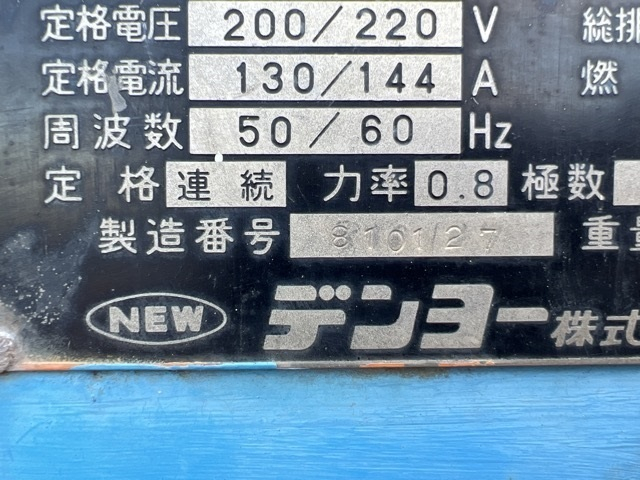 定格電圧 200/220 V 総排
定格電流 130/144 A 燃
周波数 50/60 Hz
定格 連続 力率 0.8 極数
製造番号 8101127 重量
NEW デンヨー 株式